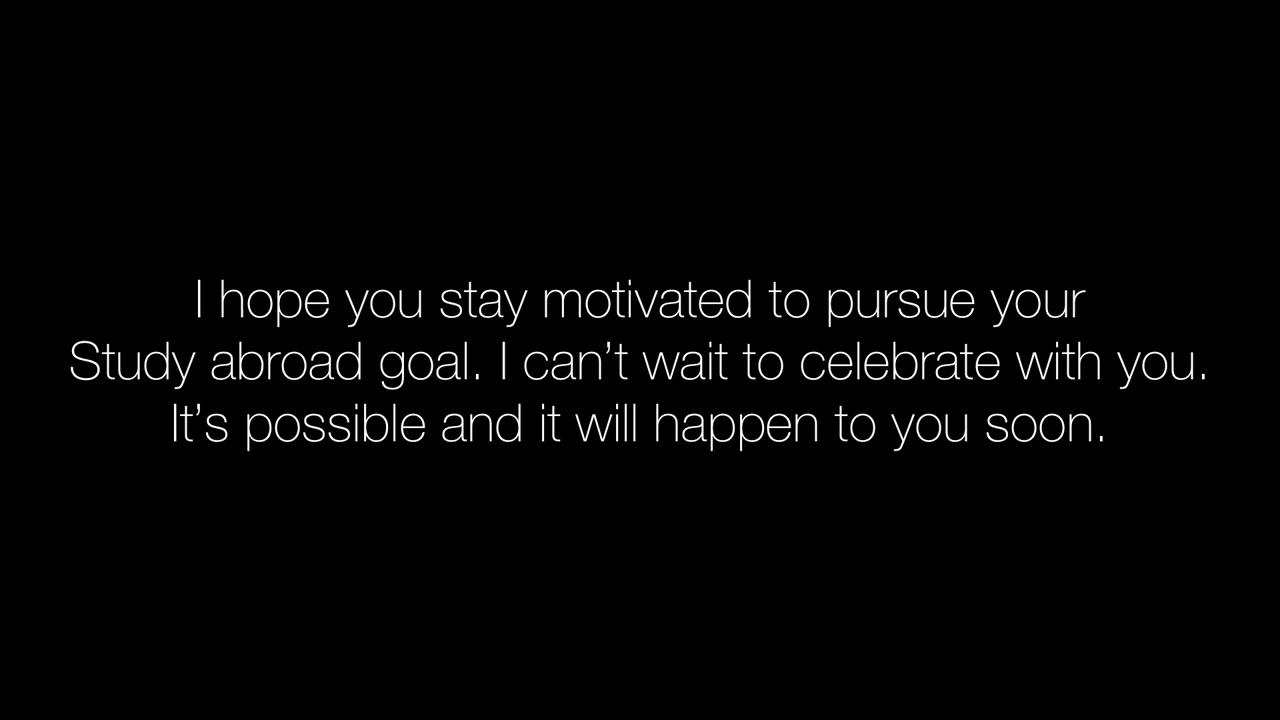 I hope you stay motivated to pursue your
Study abroad goal. I can’t wait to celebrate with you.
It’s possible and it will happen to you soon.